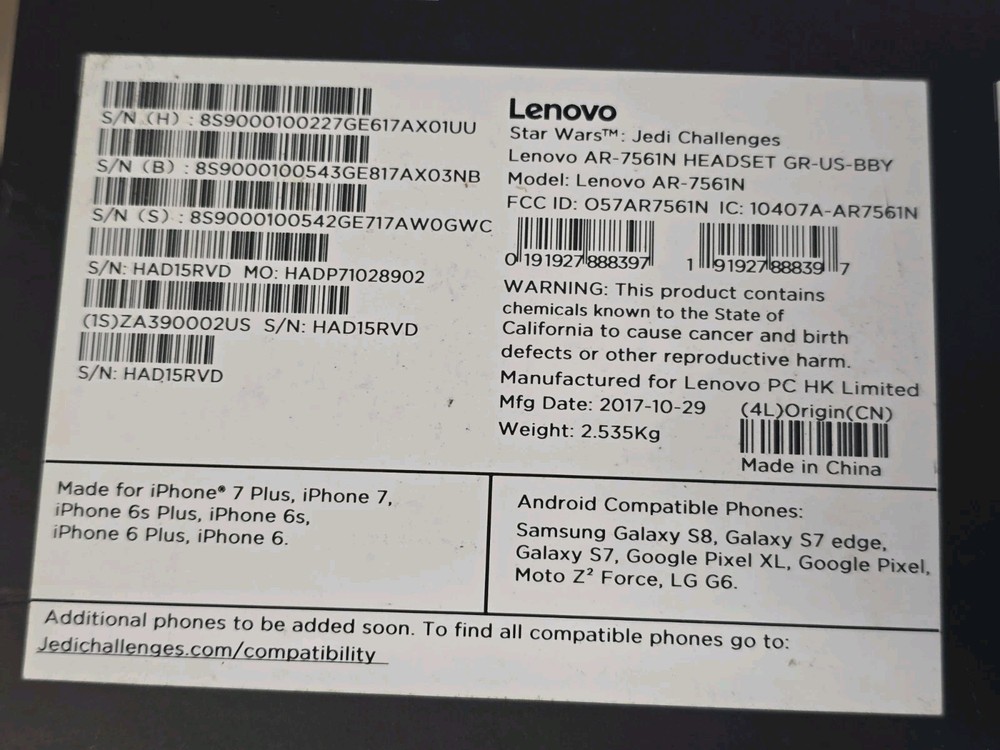 S/N (H) : 8S9000100227GE617AX01UU
S/N (B) : 8S9000100543GE817AX03NB
S/N (S) : 8S9000100542GE717AW0GWC
S/N: HAD15RVD MO: HADP71028902
(1S)ZA390002US S/N: HAD15RVD
S/N: HAD15RVD
Lenovo
Star Wars™: Jedi Challenges
Lenovo AR-7561N HEADSET GR-US-BBY
Model: Lenovo AR-7561N
FCC ID: O57AR7561N IC: 10407A-AR7561N
0 191927 888397
1 91927 88839 7
WARNING: This product contains
chemicals known to the State of
California to cause cancer and birth
defects or other reproductive harm.
Manufactured for Lenovo PC HK Limited
Mfg Date: 2017-10-29 (4L)Origin(CN)
Weight: 2.535Kg
Made in China
Made for iPhone® 7 Plus, iPhone 7,
iPhone 6s Plus, iPhone 6s,
iPhone 6 Plus, iPhone 6.
Android Compatible Phones:
Samsung Galaxy S8, Galaxy S7 edge,
Galaxy S7, Google Pixel XL, Google Pixel,
Moto Z² Force, LG G6.
Additional phones to be added soon. To find all compatible phones go to:
Jedichallenges.com/compatibility